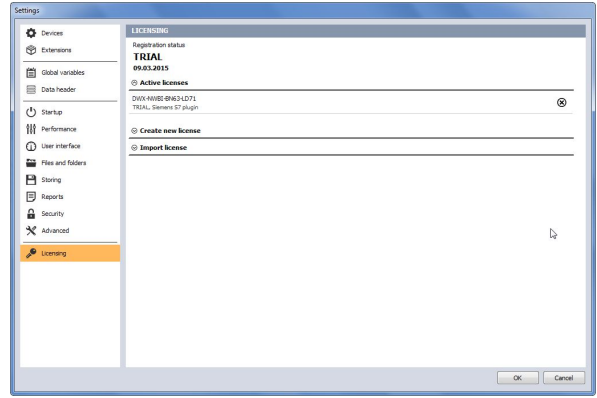 Settings
Devices
Extensions
Global variables
Data header
Startup
Performance
User interface
Files and folders
Storing
Reports
Security
Advanced
Licensing
LICENSING
Registration status
TRIAL
09.03.2015
Active licenses
DWX-NWBI-BN63-LD71
TRIAL, Siemens S7 plugin
Create new license
Import license
OK
Cancel